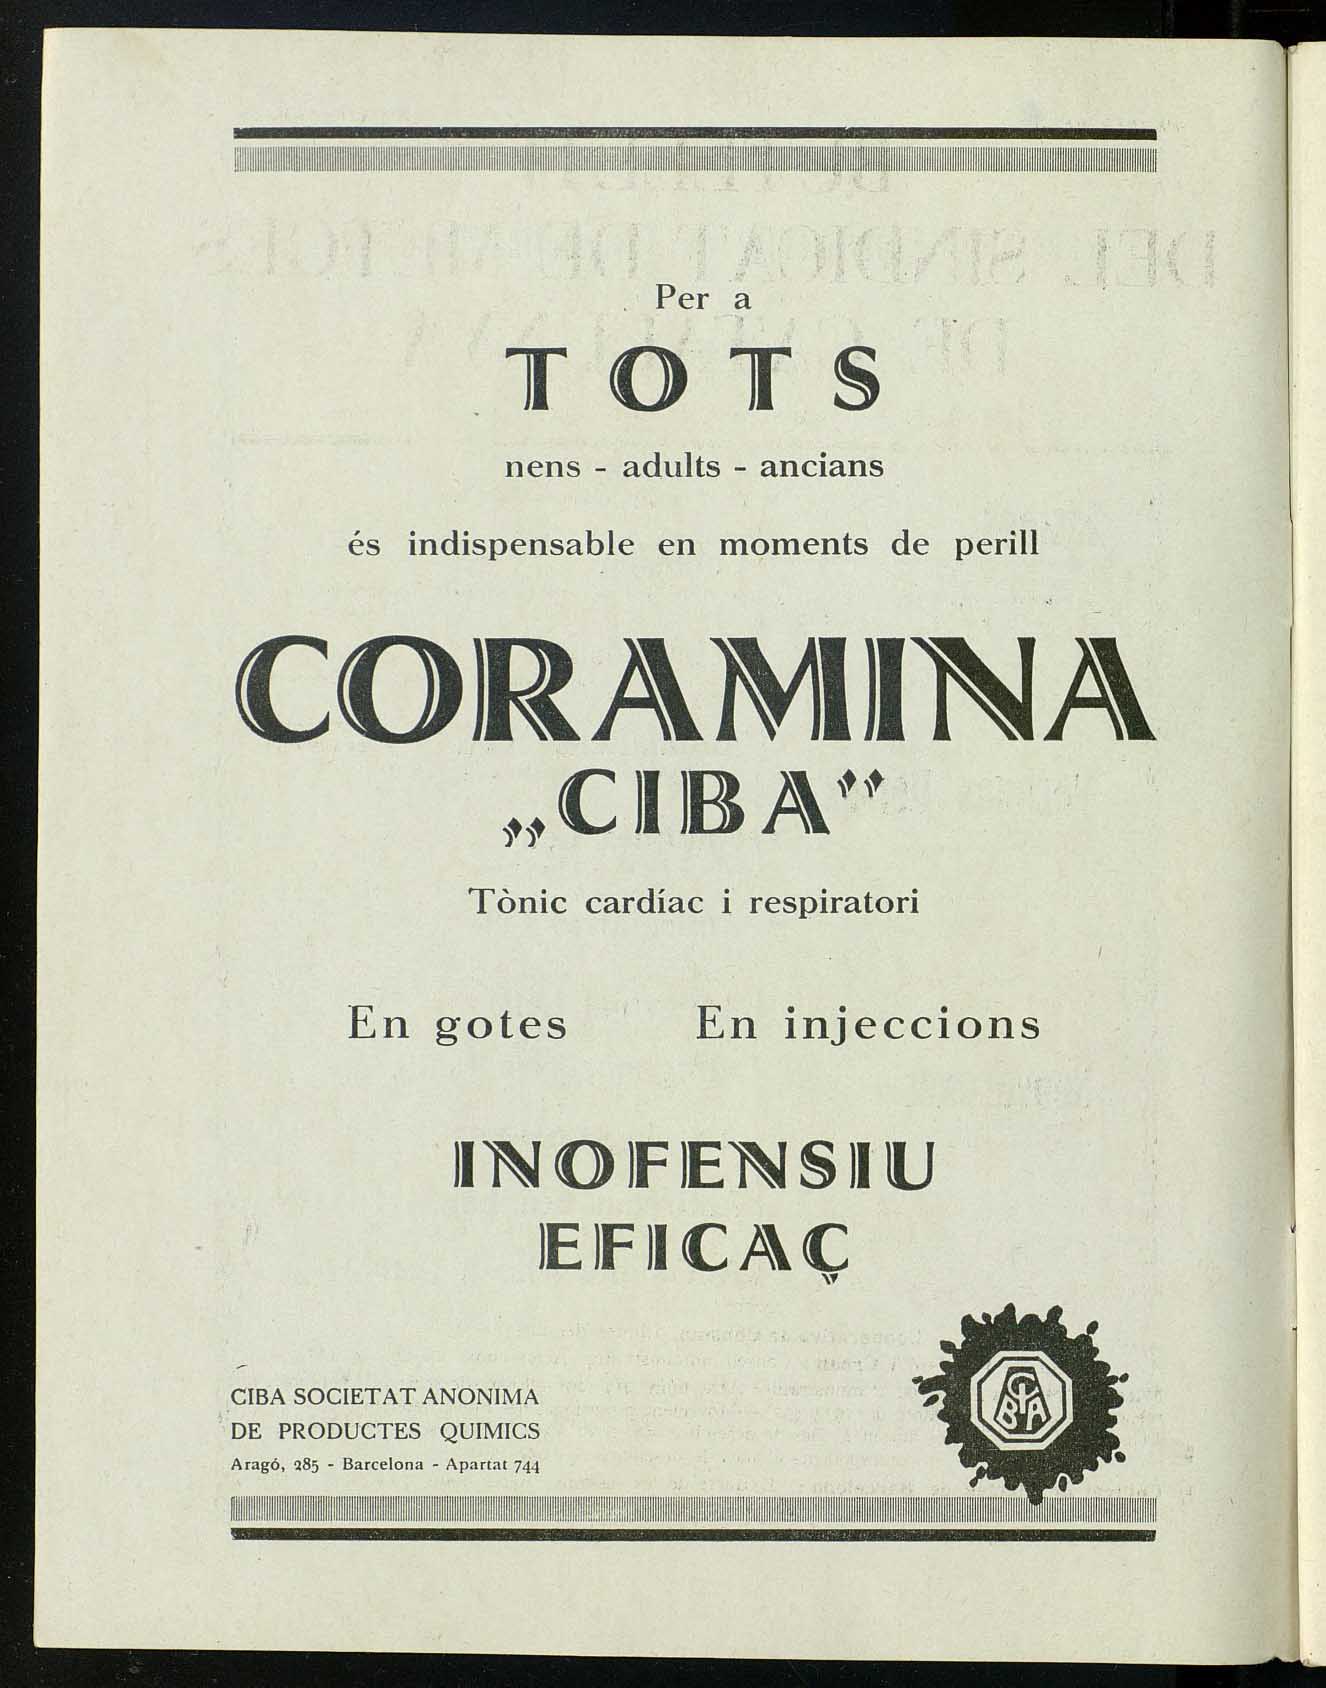 Per a
TOTS
nens - adults - ancians
és indispensable en moments de perill
CORAMINA
„CIBA"
Tònic cardíac i respiratori
En gotes En injeccions
INOFENSIU
EFICAÇ
CIBA SOCIETAT ANONIMA
DE PRODUCTES QUIMICS
Aragó, 285 - Barcelona - Apartat 744
CIBA